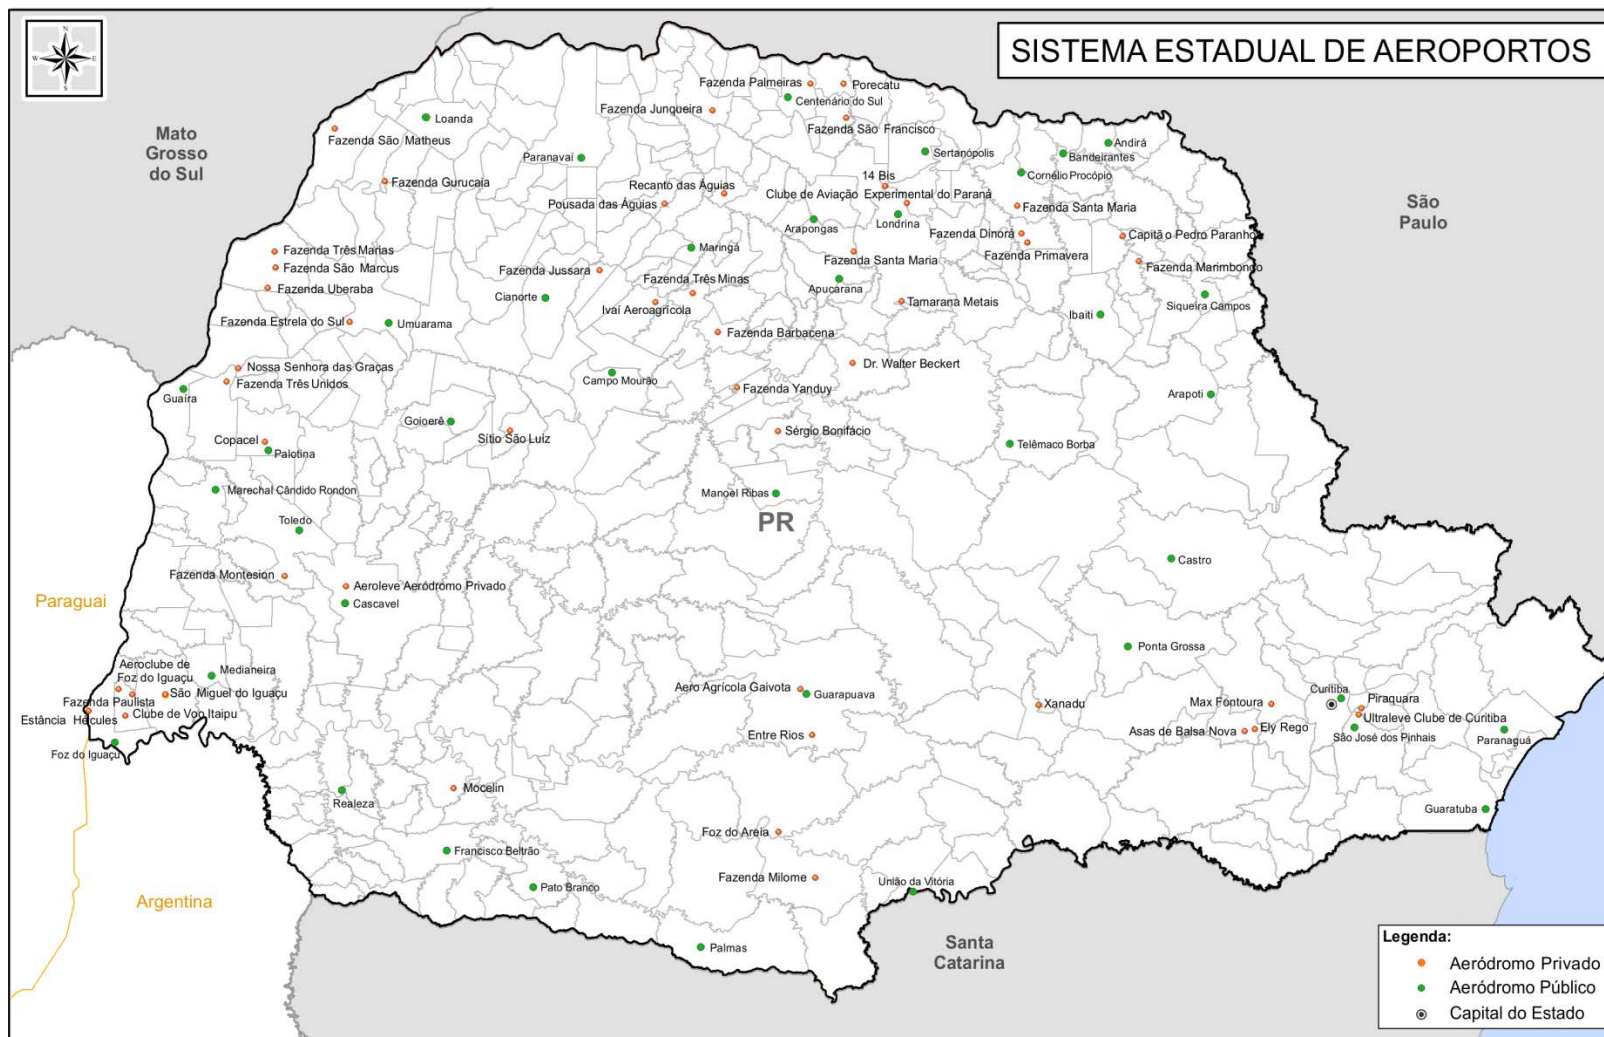 SISTEMA ESTADUAL DE AEROPORTOS
N
W
E
S
Mato
Grosso
do Sul
São
Paulo
Paraguai
Argentina
Santa
Catarina
PR
Fazenda Palmeiras
Porecatu
Centenário do Sul
Fazenda Junqueira
Fazenda São Francisco
Loanda
Fazenda São Matheus
Paranavaí
Sertanópolis
Andirá
Bandeirantes
Cornélio Procópio
Fazenda Gurucaia
Recanto das Águias
14 Bis
Clube de Aviação Experimental do Paraná
Pousada das Águias
Arapongas
Londrina
Fazenda Santa Maria
Fazenda Dinorá
Capitão Pedro Paranhos
Fazenda Primavera
Fazenda Três Marias
Maringá
Fazenda Santa Maria
Fazenda São Marcus
Fazenda Jussara
Fazenda Três Minas
Fazenda Marimbondo
Fazenda Uberaba
Cianorte
Ivaí Aeroagrícola
Apucarana
Tamarana Metais
Siqueira Campos
Ibaiti
Fazenda Estrela do Sul
Umuarama
Fazenda Barbacena
Nossa Senhora das Graças
Fazenda Três Unidos
Guaíra
Campo Mourão
Dr. Walter Beckert
Fazenda Yanduy
Arapoti
Goioerê
Sítio São Luiz
Sérgio Bonifácio
Copacel
Palotina
Telêmaco Borba
Marechal Cândido Rondon
Manoel Ribas
Toledo
Castro
Fazenda Montesion
Aeroleve Aeródromo Privado
Cascavel
Ponta Grossa
Aeroclube de
Foz do Iguaçu
Medianeira
São Miguel do Iguaçu
Fazenda Paulista
Estância Hércules
Clube de Voo Itaipu
Foz do Iguaçu
Aero Agrícola Gaivota
Guarapuava
Entre Rios
Xanadu
Max Fontoura
Curitiba
Piraquara
Ultraleve Clube de Curitiba
Asas de Balsa Nova
Ely Rego
São José dos Pinhais
Paranaguá
Realeza
Mocelin
Guaratuba
Foz do Areia
Francisco Beltrão
Pato Branco
Fazenda Milome
União da Vitória
Palmas
Legenda:
Aeródromo Privado
Aeródromo Público
Capital do Estado